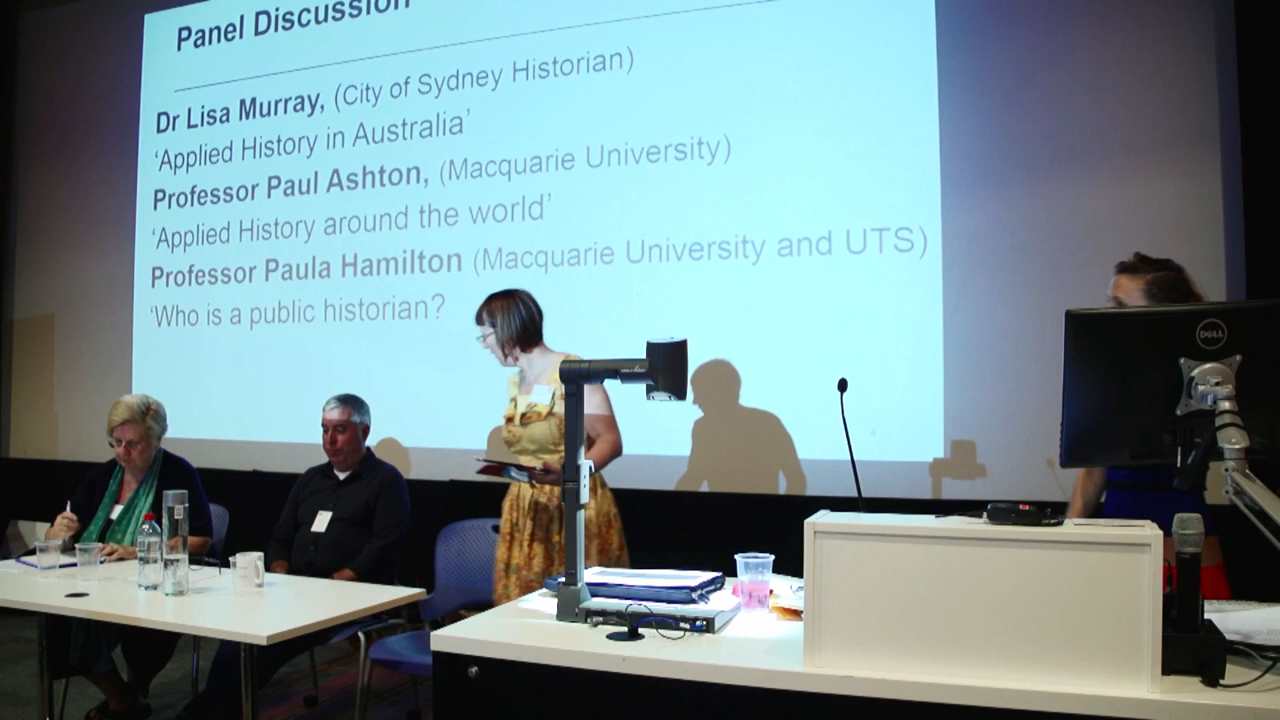 Panel Discussion
Dr Lisa Murray, (City of Sydney Historian)
‘Applied History in Australia’
Professor Paul Ashton, (Macquarie University)
‘Applied History around the world’
Professor Paula Hamilton (Macquarie University and UTS)
‘Who is a public historian?
DELL